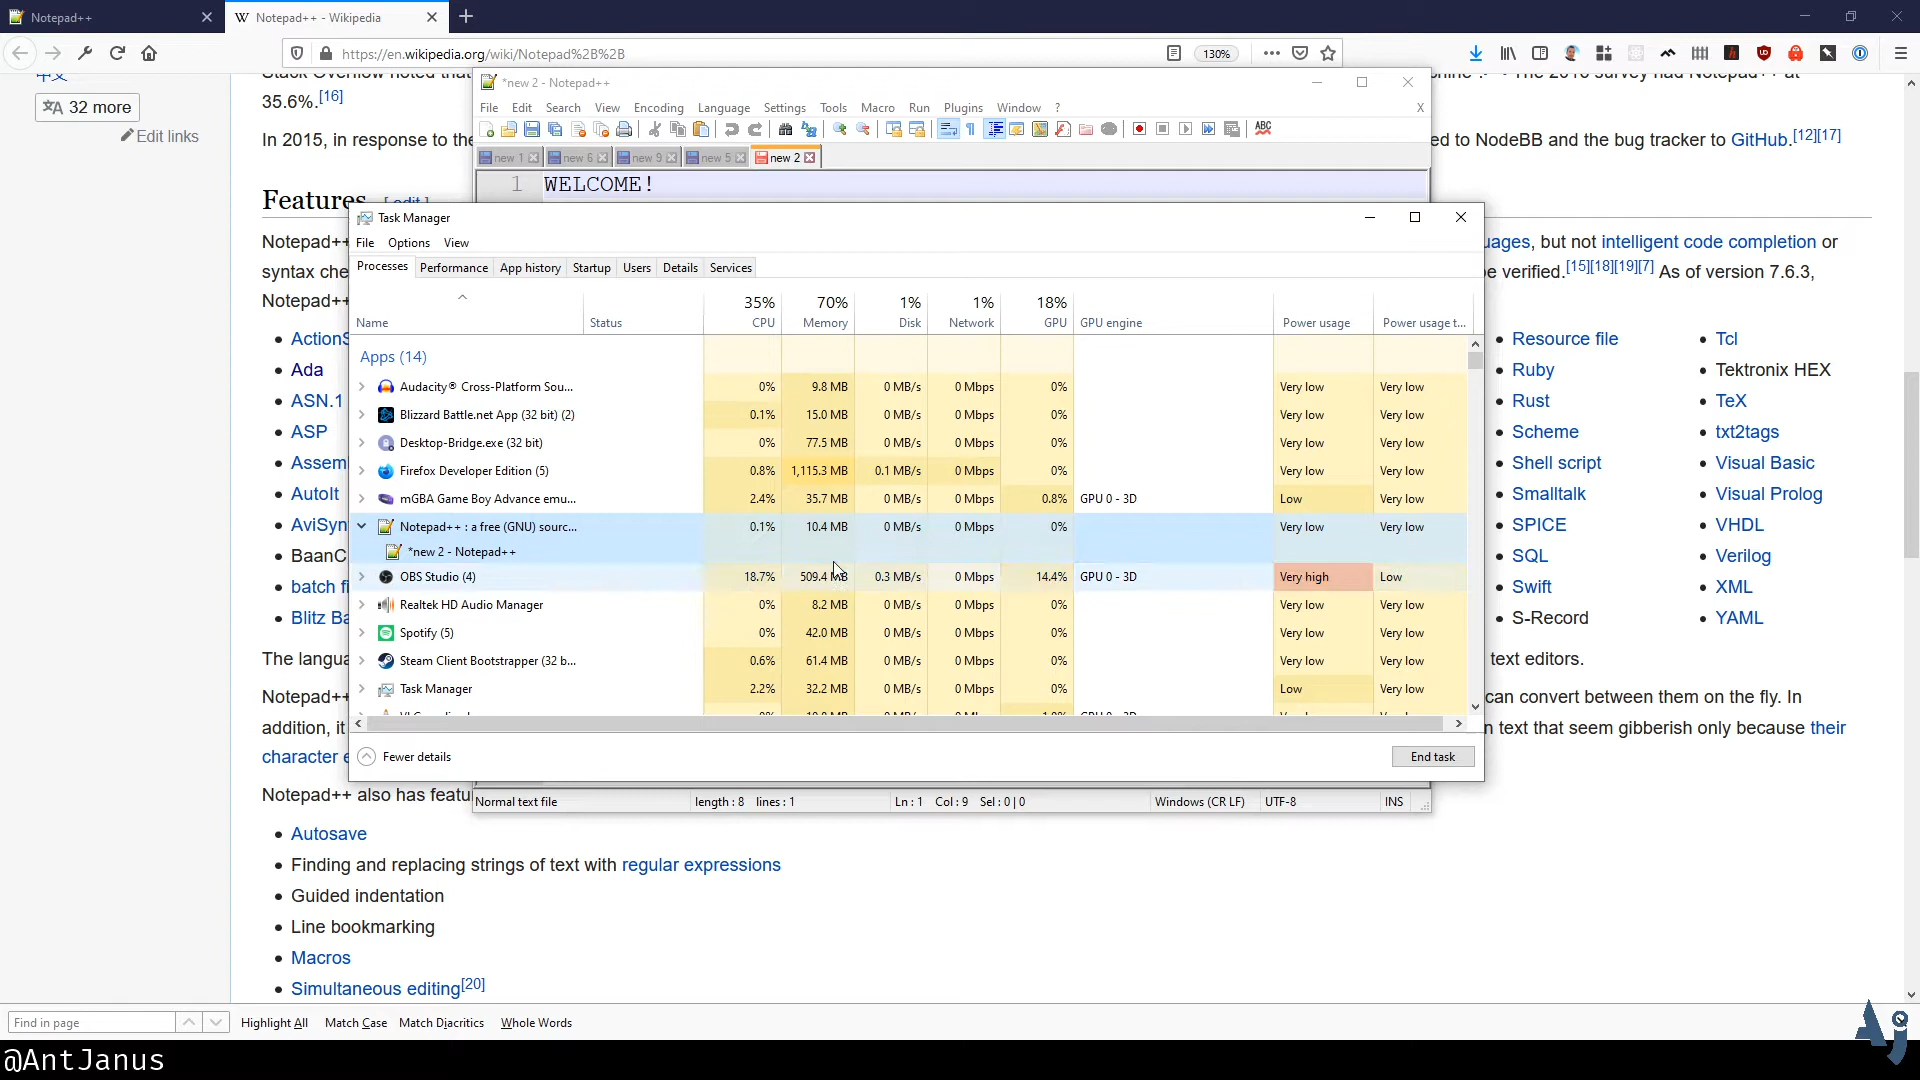 Notepad++
Notepad++ - Wikipedia
https://en.wikipedia.org/wiki/Notepad%2B%2B
130%
32 more
Edit links
35.6%.[16]
In 2015, in response to the
ed to NodeBB and the bug tracker to GitHub.[12][17]
Features
*new 2 - Notepad++
File Edit Search View Encoding Language Settings Tools Macro Run Plugins Window ? X
new 1 new 6 new 9 new 5 new 2
1 WELCOME!
Notepad++
uages, but not intelligent code completion or
syntax che
e verified.[15][18][19][7] As of version 7.6.3,
Notepad++
Ada
ASN.1
ASP
AutoIt
batch fi
Task Manager
File Options View
Processes Performance App history Startup Users Details Services
35% 70% 1% 1% 18%
Name Status CPU Memory Disk Network GPU GPU engine Power usage Power usage t...
Apps (14)
Audacity® Cross-Platform Sou... 0% 9.8 MB 0 MB/s 0 Mbps 0% Very low Very low
Blizzard Battle.net App (32 bit) (2) 0.1% 15.0 MB 0 MB/s 0 Mbps 0% Very low Very low
Desktop-Bridge.exe (32 bit) 0% 77.5 MB 0 MB/s 0 Mbps 0% Very low Very low
Firefox Developer Edition (5) 0.8% 1,115.3 MB 0.1 MB/s 0 Mbps 0% Very low Very low
mGBA Game Boy Advance emu... 2.4% 35.7 MB 0 MB/s 0 Mbps 0.8% GPU 0 - 3D Low Very low
Notepad++ : a free (GNU) sourc... 0.1% 10.4 MB 0 MB/s 0 Mbps 0% Very low Very low
*new 2 - Notepad++
OBS Studio (4) 18.7% 509.4 MB 0.3 MB/s 0 Mbps 14.4% GPU 0 - 3D Very high Low
Realtek HD Audio Manager 0% 8.2 MB 0 MB/s 0 Mbps 0% Very low Very low
Spotify (5) 0% 42.0 MB 0 MB/s 0 Mbps 0% Very low Very low
Steam Client Bootstrapper (32 b... 0.6% 61.4 MB 0 MB/s 0 Mbps 0% Very low Very low
Task Manager 2.2% 32.2 MB 0 MB/s 0 Mbps 0% Low Very low
Fewer details
End task
Resource file
Ruby
Rust
Scheme
Shell script
Smalltalk
SPICE
SQL
Swift
S-Record
Tcl
Tektronix HEX
TeX
txt2tags
Visual Basic
Visual Prolog
VHDL
Verilog
XML
YAML
The langua
text editors.
Notepad++
can convert between them on the fly. In
addition, it
n text that seem gibberish only because their
character e
Notepad++ also has featu
Normal text file length : 8 lines : 1 Ln : 1 Col : 9 Sel : 0 | 0 Windows (CR LF) UTF-8 INS
Autosave
Finding and replacing strings of text with regular expressions
Guided indentation
Line bookmarking
Macros
Simultaneous editing[20]
Find in page Highlight All Match Case Match Diacritics Whole Words
@AntJanus